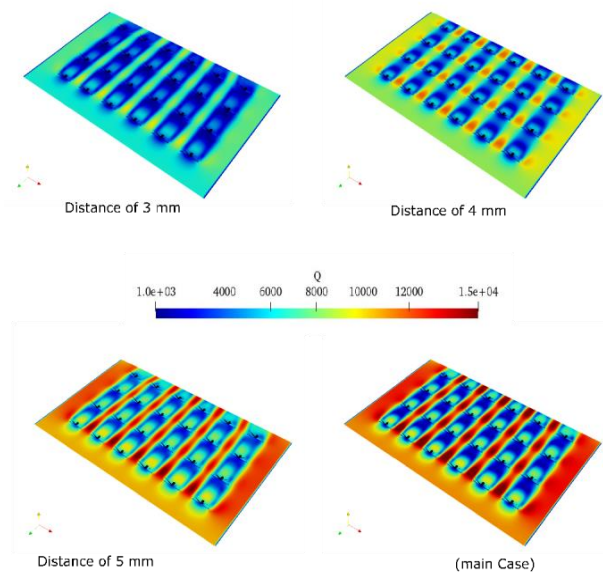 Distance of 3 mm
Distance of 4 mm
Q
1.0e+03 4000 6000 8000 10000 12000 1.5e+04
Distance of 5 mm
(main Case)